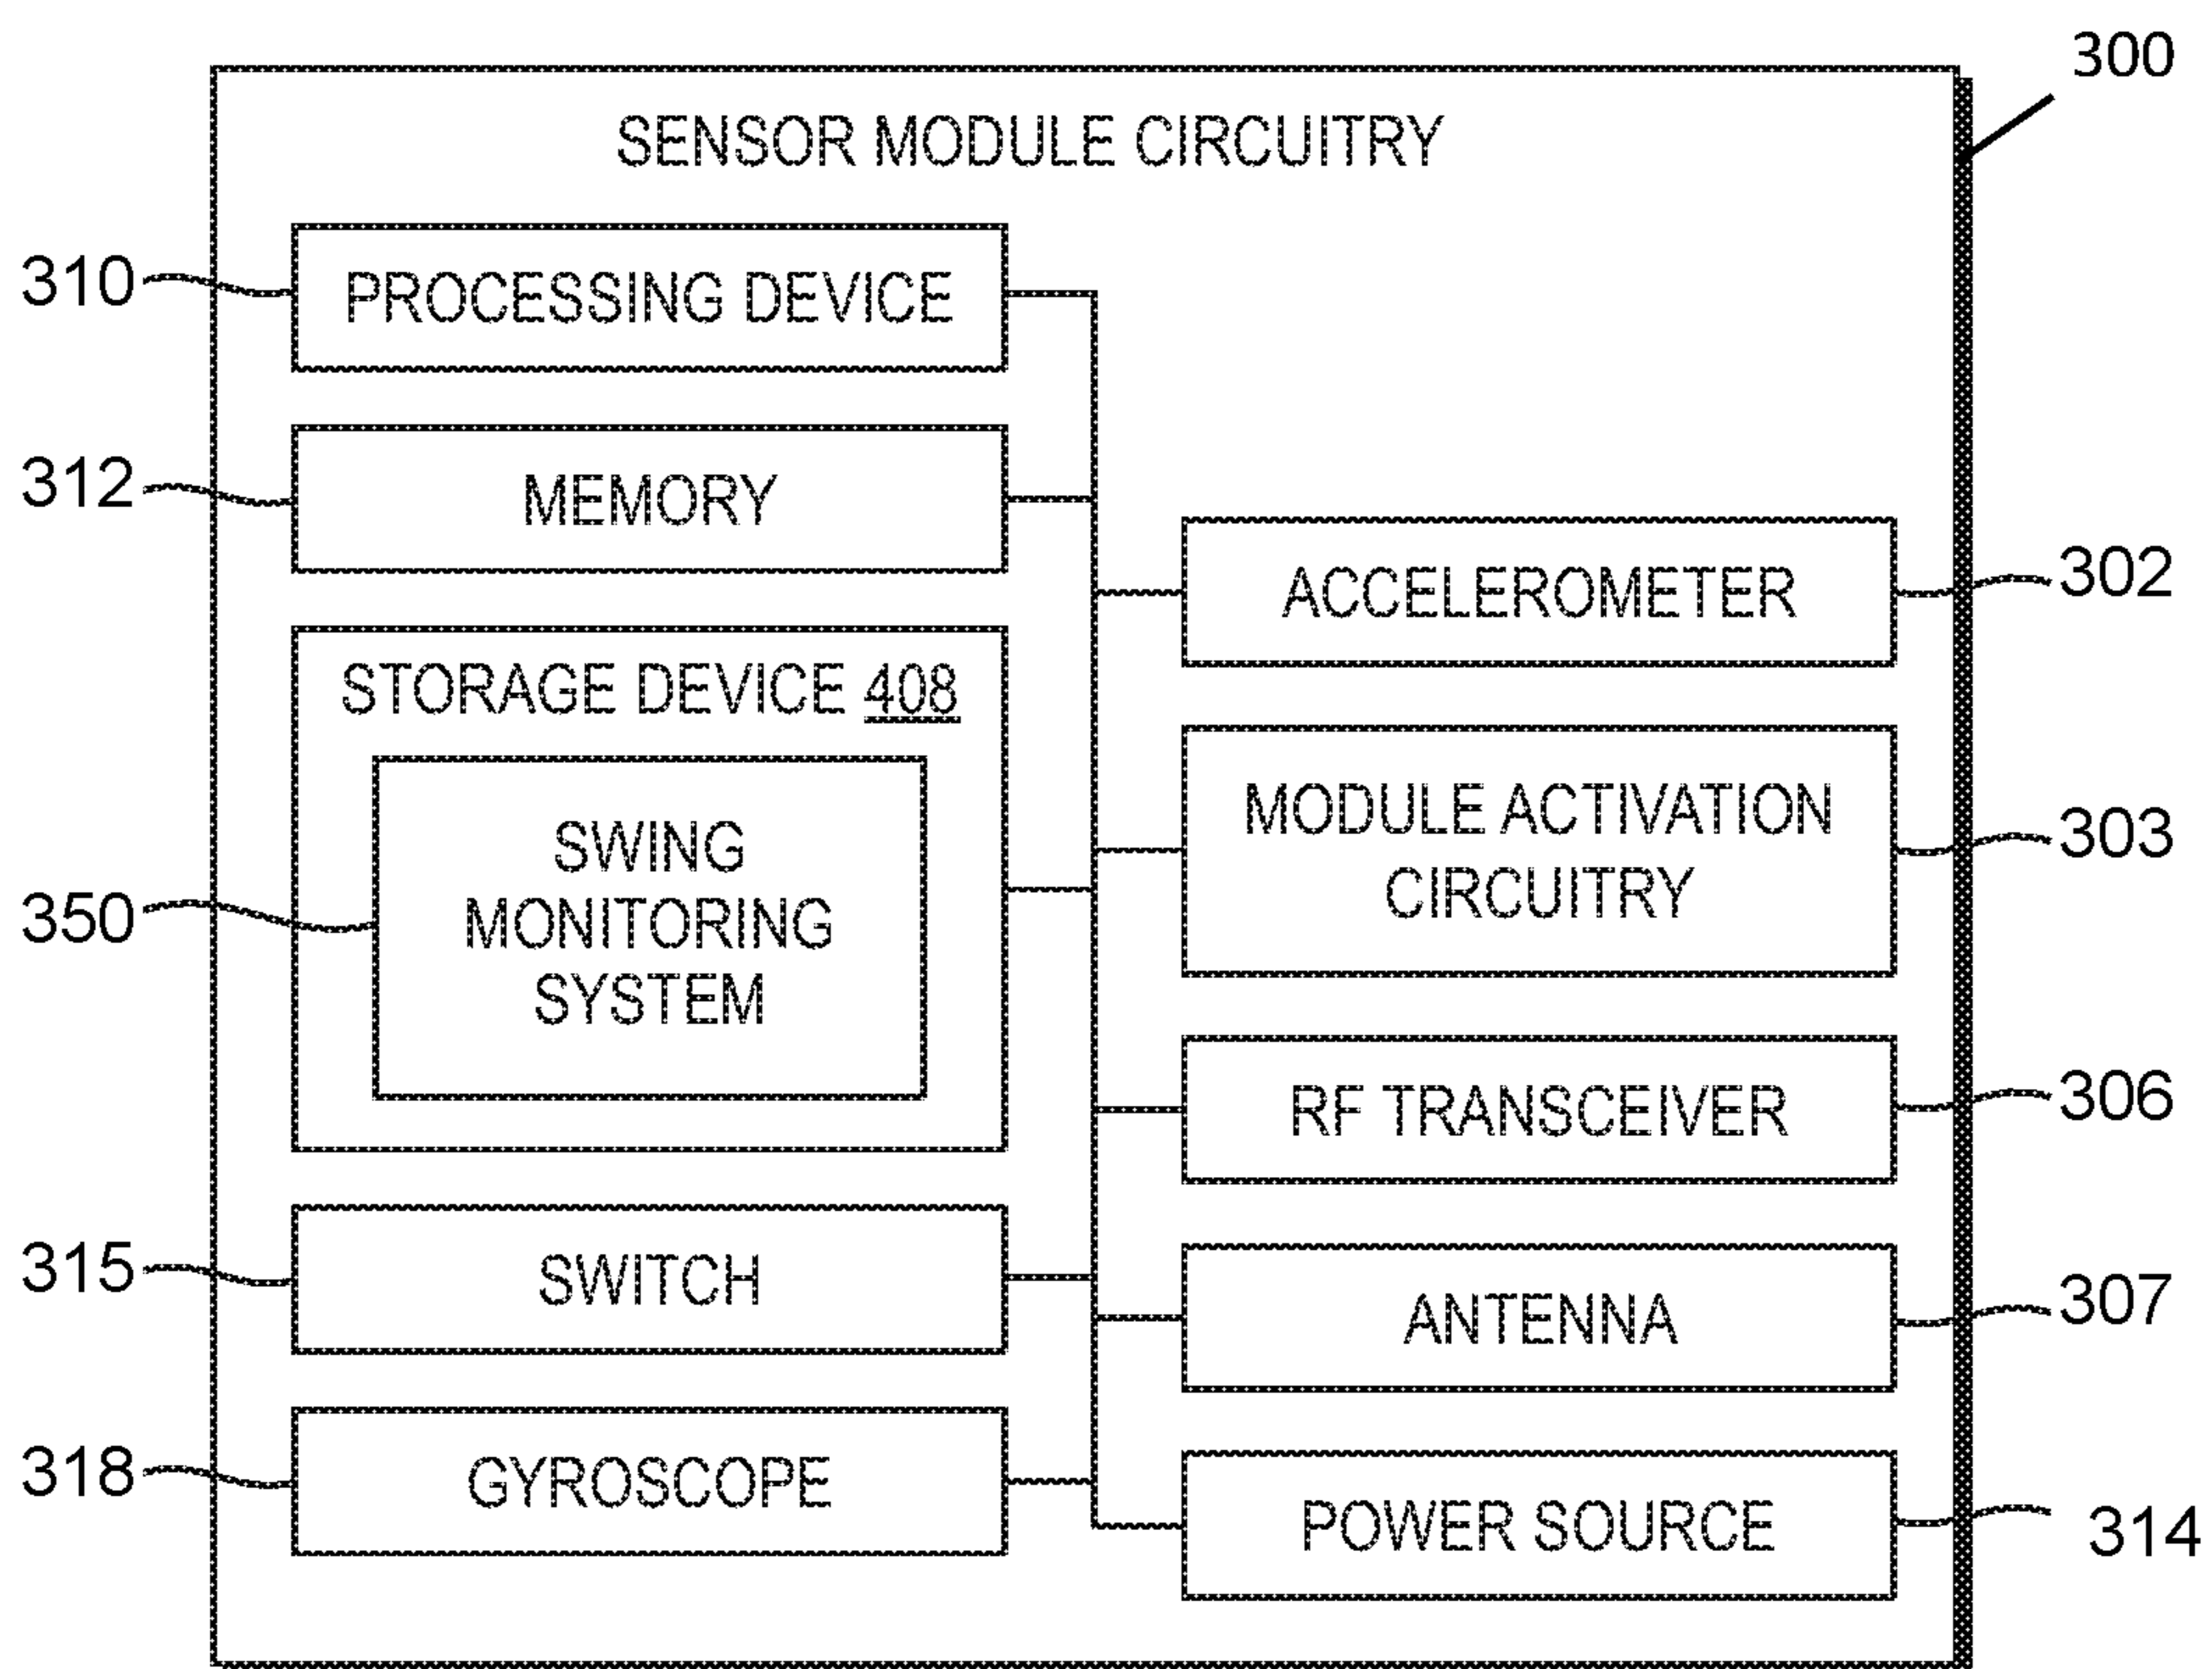 300
SENSOR MODULE CIRCUITRY
310
PROCESSING DEVICE
312
MEMORY
STORAGE DEVICE 408
350
SWING
MONITORING
SYSTEM
315
SWITCH
318
GYROSCOPE
ACCELEROMETER
302
MODULE ACTIVATION
CIRCUITRY
303
RF TRANSCEIVER
306
ANTENNA
307
POWER SOURCE
314